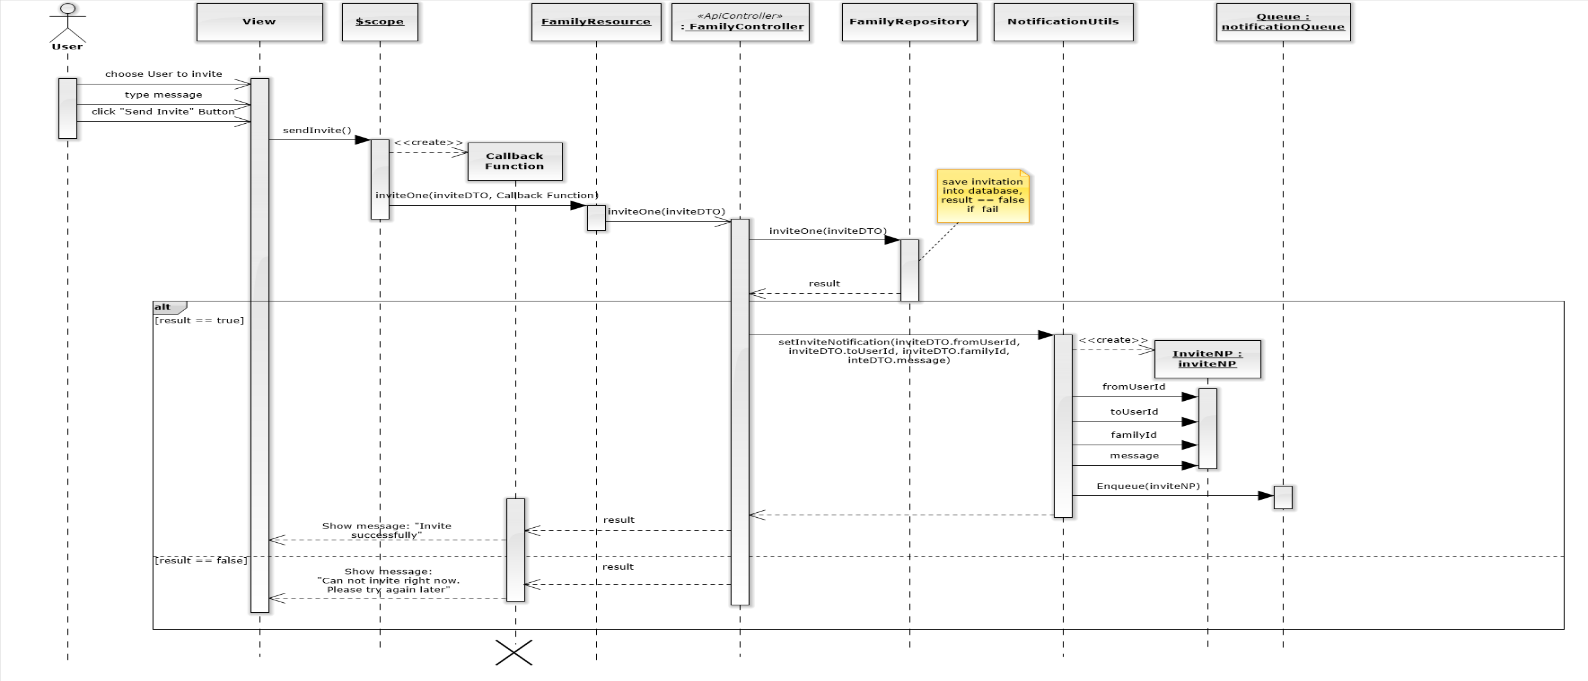 User
View
$scope
FamilyResource
«ApiController»
: FamilyController
FamilyRepository
NotificationUtils
Queue :
notificationQueue
choose User to invite
type message
click "Send Invite" Button
sendInvite()
<<create>>
Callback
Function
inviteOne(inviteDTO, Callback Function)
inviteOne(inviteDTO)
inviteOne(inviteDTO)
save invitation
into database,
result == false
if fail
result
alt
[result == true]
setInviteNotification(inviteDTO.fromUserId,
inviteDTO.toUserId, inviteDTO.familyId,
inteDTO.message)
<<create>>
InviteNP :
inviteNP
fromUserId
toUserId
familyId
message
Enqueue(inviteNP)
result
Show message: "Invite
successfully"
[result == false]
result
Show message:
"Can not invite right now.
Please try again later"